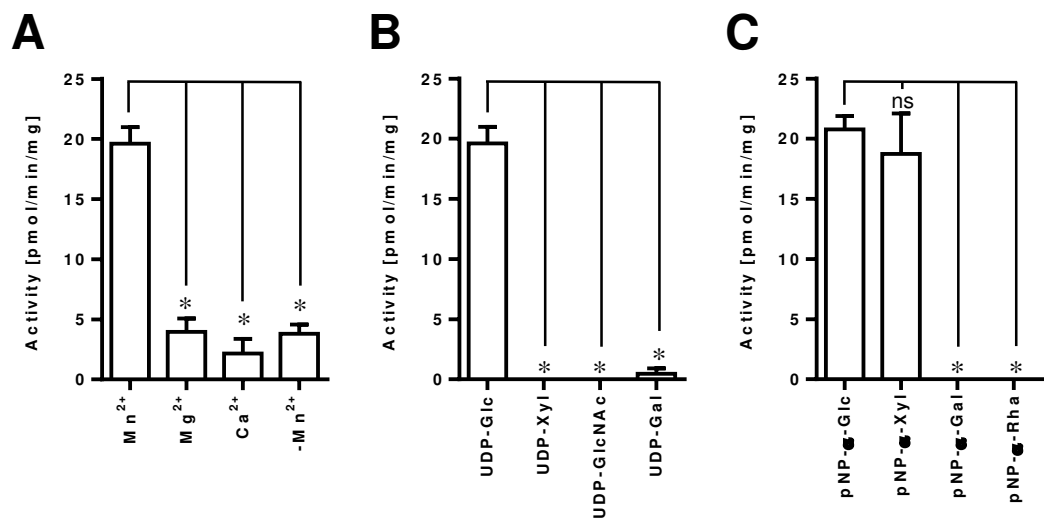 A
B
C
Activity [pmol/min/mg]
25
20
15
10
5
0
*
*
*
Mn²⁺
Mg²⁺
Ca²⁺
-Mn²⁺
Activity [pmol/min/mg]
25
20
15
10
5
0
*
*
*
UDP-Glc
UDP-Xyl
UDP-GlcNAc
UDP-Gal
Activity [pmol/min/mg]
25
20
15
10
5
0
ns
*
*
pNP-α-Glc
pNP-α-Xyl
pNP-α-Gal
pNP-α-Rha